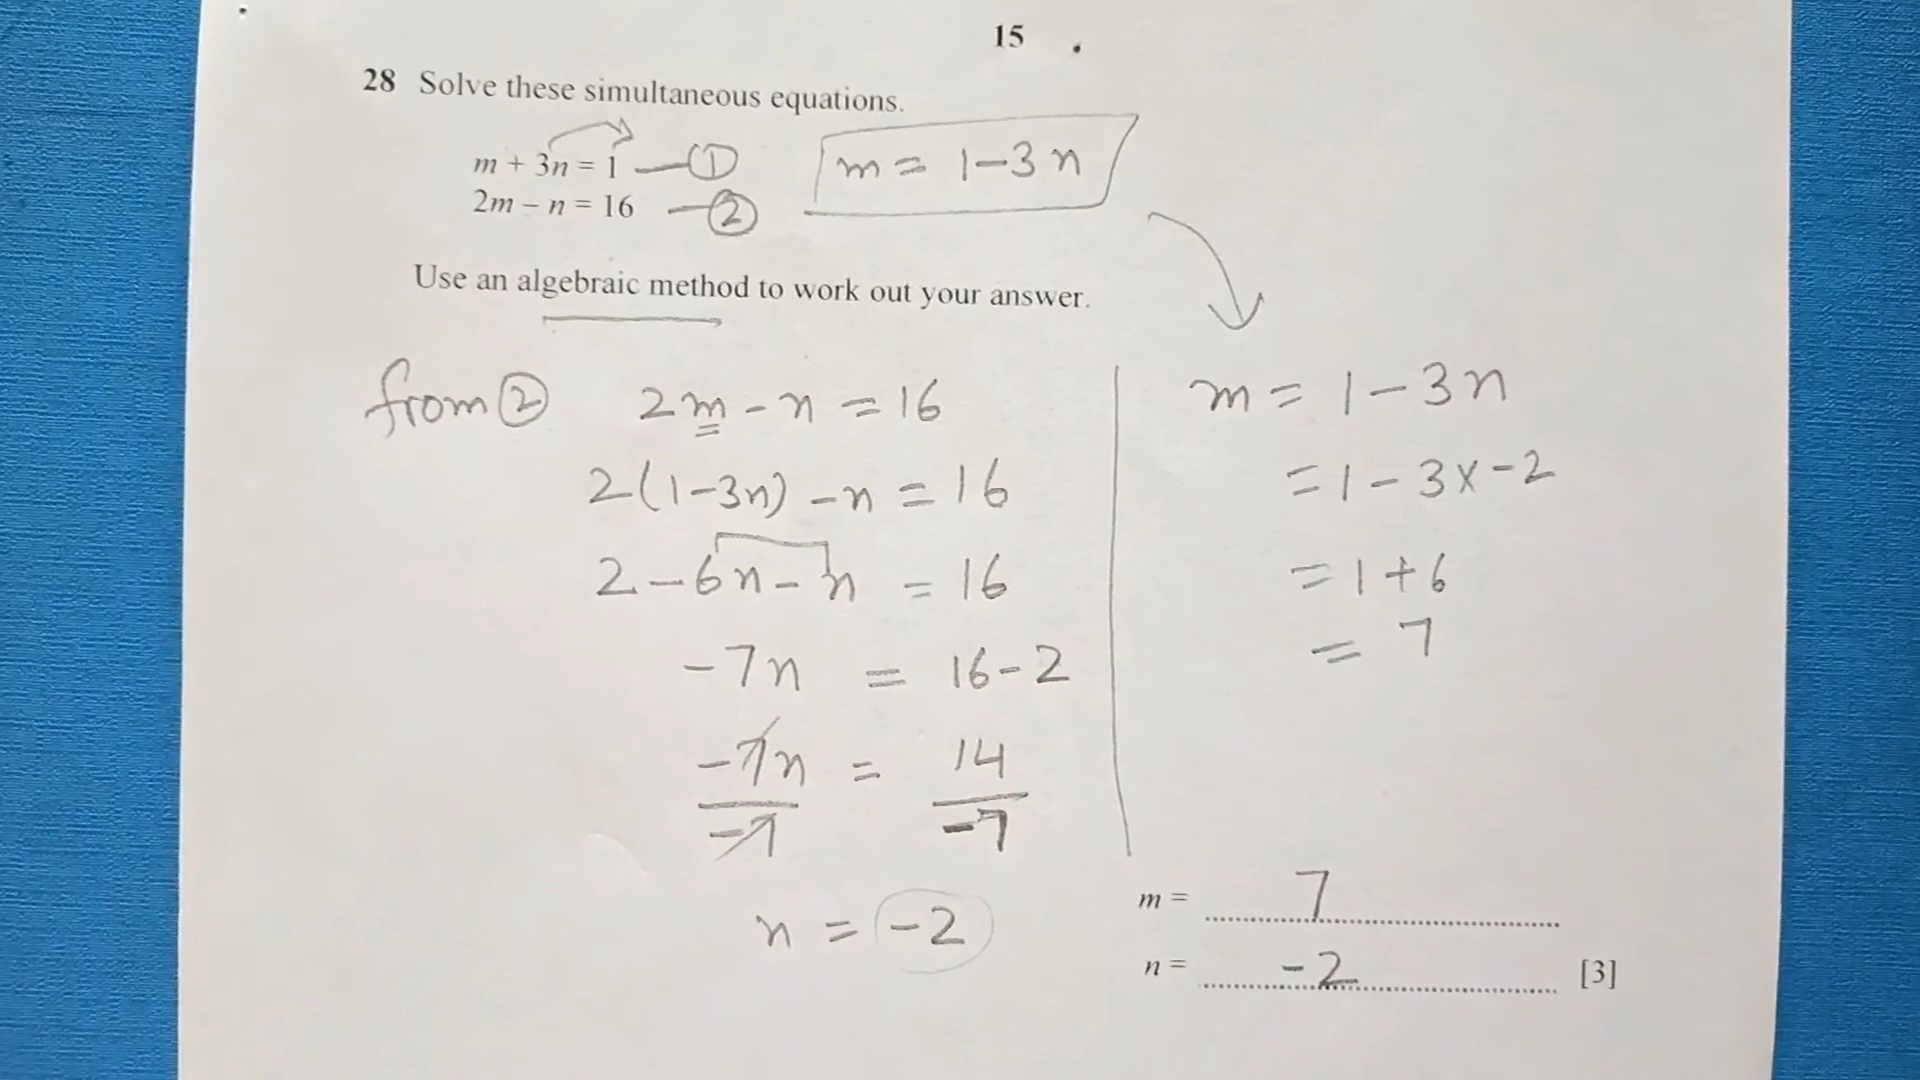 15
28 Solve these simultaneous equations.
m + 3n = 1 —①
2m – n = 16 —②
m = 1-3n
Use an algebraic method to work out your answer.
from ② 2m - n = 16
2(1-3n) - n = 16
2 - 6n - n = 16
-7n = 16-2
-7n/-7 = 14/-7
n = -2
m = 1 - 3n
= 1 - 3x-2
= 1 + 6
= 7
m = 7
n = -2 [3]